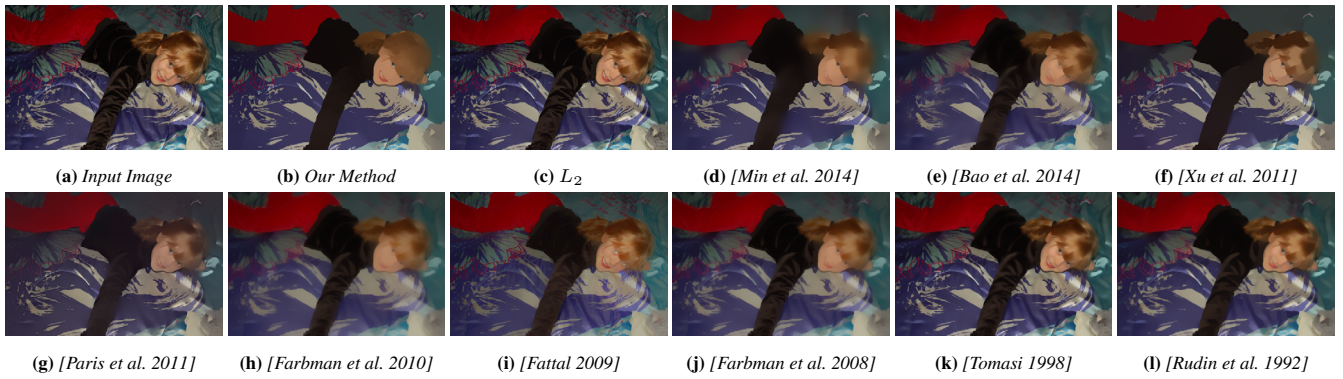 (a) Input Image
(b) Our Method
(c) L₂
(d) [Min et al. 2014]
(e) [Bao et al. 2014]
(f) [Xu et al. 2011]
(g) [Paris et al. 2011]
(h) [Farbman et al. 2010]
(i) [Fattal 2009]
(j) [Farbman et al. 2008]
(k) [Tomasi 1998]
(l) [Rudin et al. 1992]